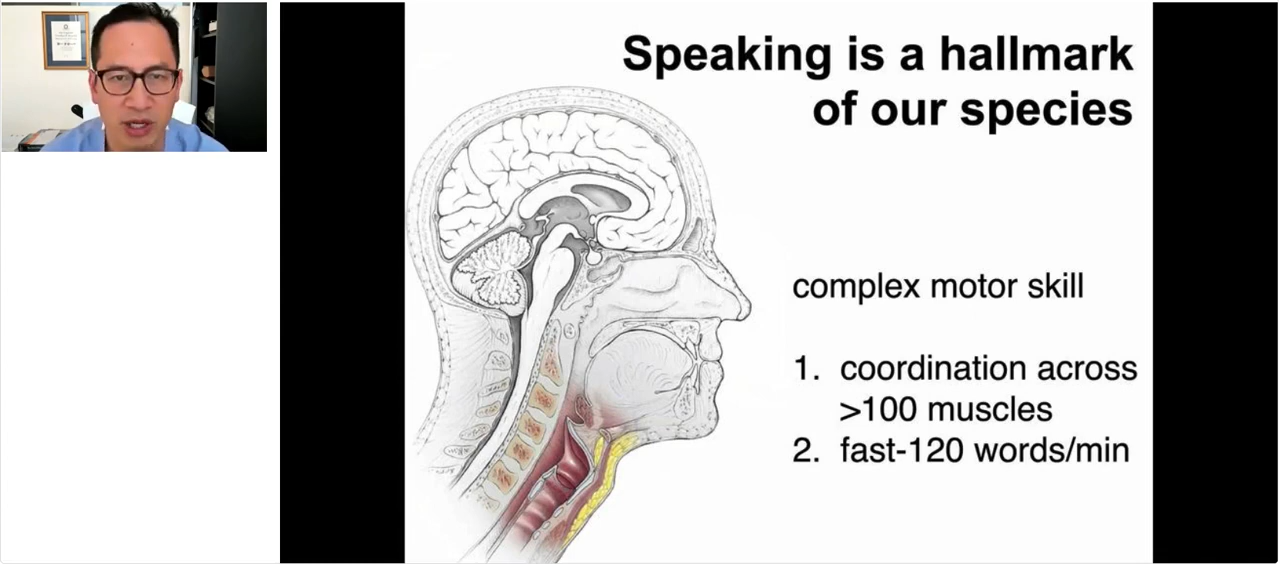 Speaking is a hallmark
of our species
complex motor skill
1. coordination across
>100 muscles
2. fast-120 words/min